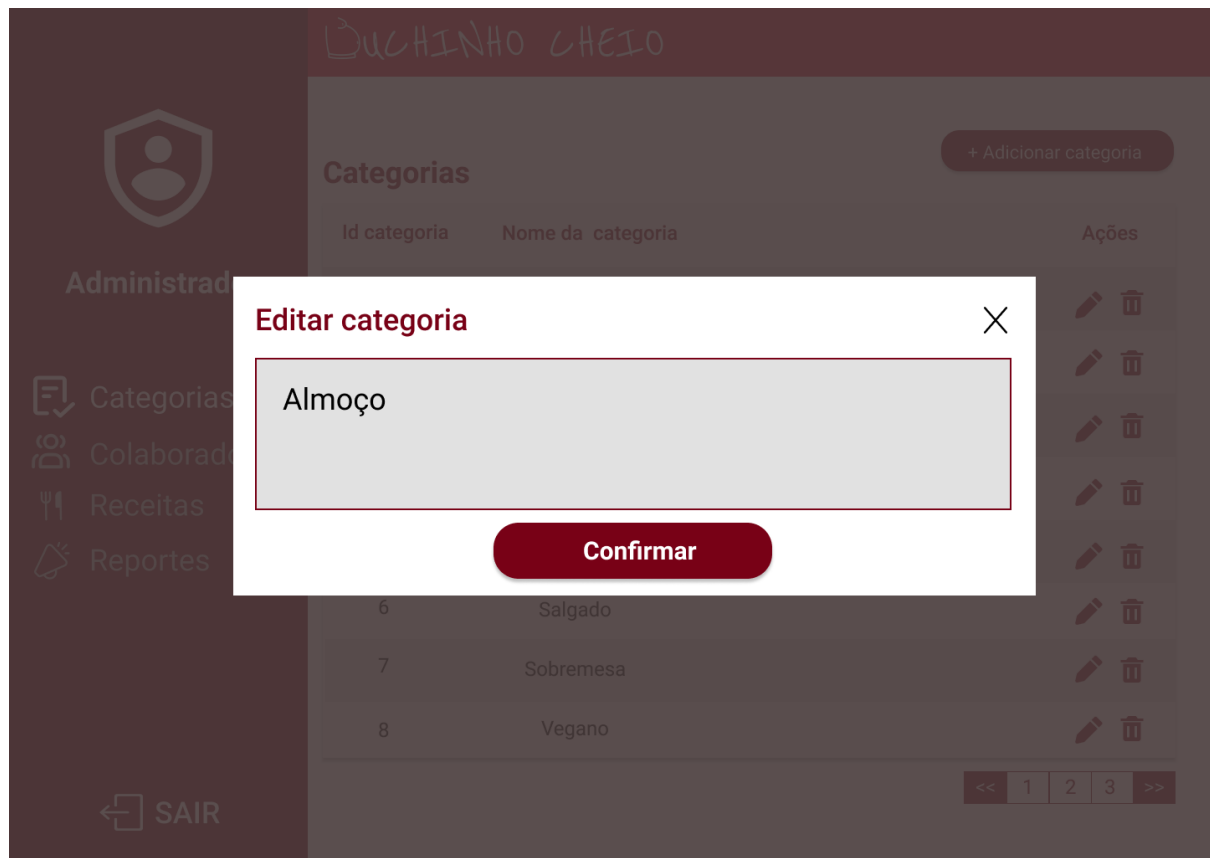 BUCHINHO CHEIO
+ Adicionar categoria
Categorias
Id categoria Nome da categoria Ações
Administrad
Editar categoria
Almoço
Confirmar
Categorias
Colaborad
Receitas
Reportes
6 Salgado
7 Sobremesa
8 Vegano
<< 1 2 3 >>
SAIR